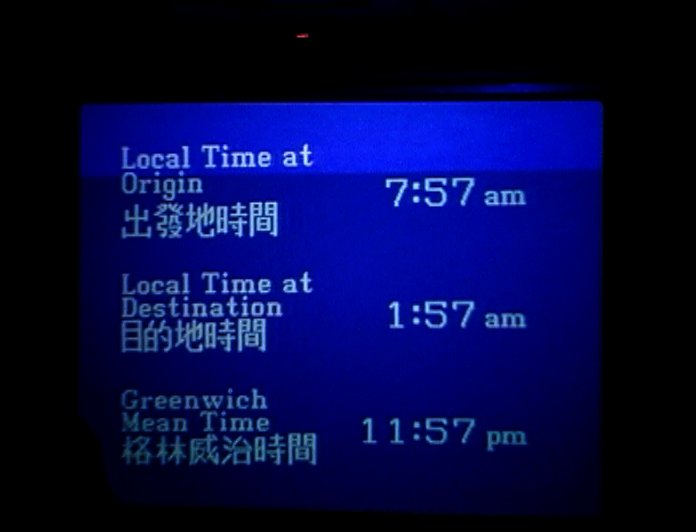 Local Time at
Origin
7:57 am
出發地時間
Local Time at
Destination
1:57 am
目的地時間
Greenwich
Mean Time
11:57 pm
格林威治時間